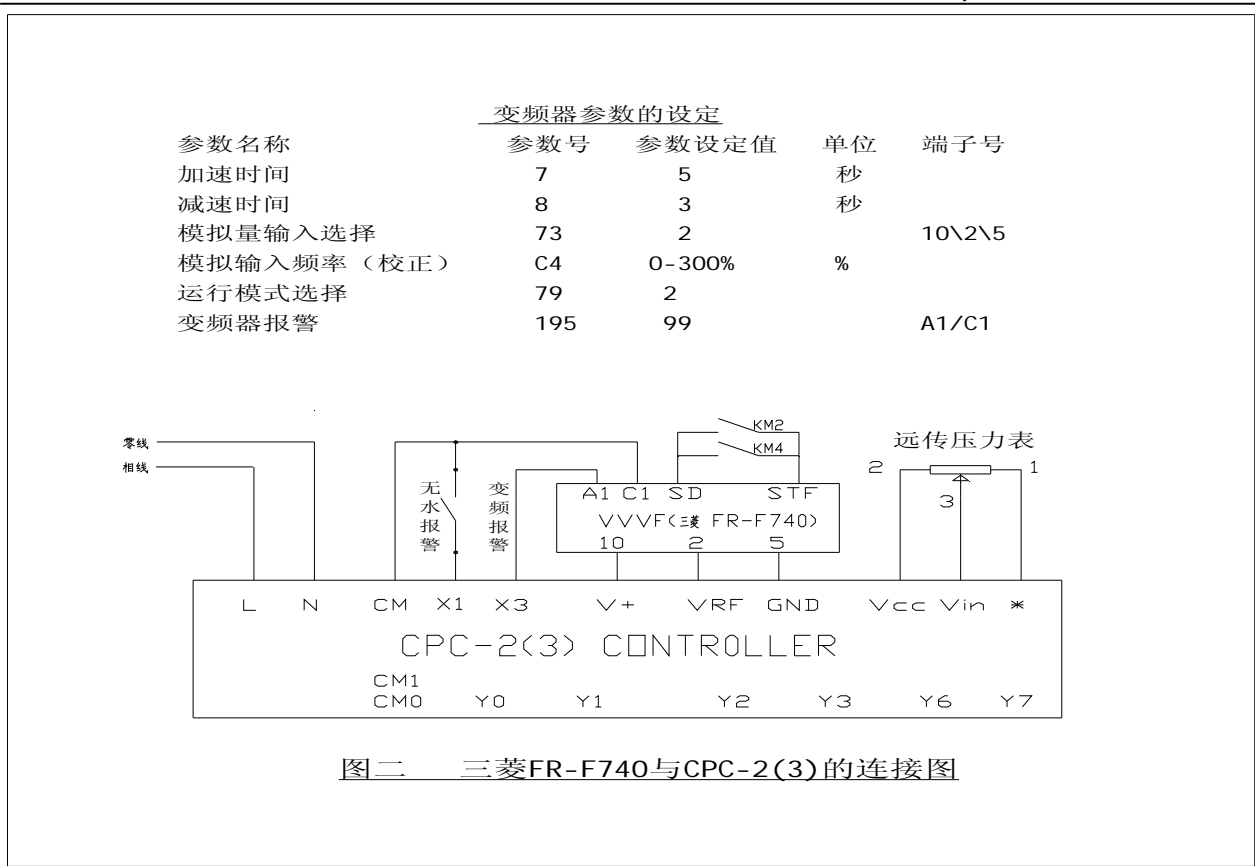 变频器参数的设定
参数名称 参数号 参数设定值 单位 端子号
加速时间 7 5 秒
减速时间 8 3 秒
模拟量输入选择 73 2 10\2\5
模拟输入频率（校正） C4 0-300% %
运行模式选择 79 2
变频器报警 195 99 A1/C1
零线
相线
KM2
KM4
远传压力表
2 1
3
无水报警
变频报警
A1 C1 SD STF
VVVF(三菱 FR-F740)
10 2 5
L N CM X1 X3 V+ VRF GND Vcc Vin *
CPC-2(3) CONTROLLER
CM1
CM0 Y0 Y1 Y2 Y3 Y6 Y7
图二 三菱FR-F740与CPC-2(3)的连接图